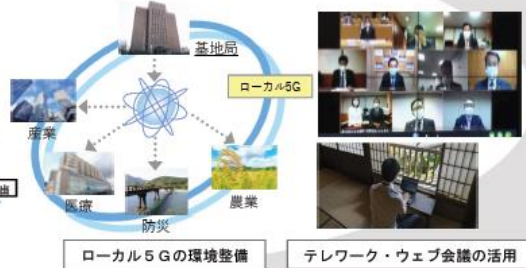 基地局
ローカル5G
産業
医療
防災
農業
ローカル５Ｇの環境整備
テレワーク・ウェブ会議の活用